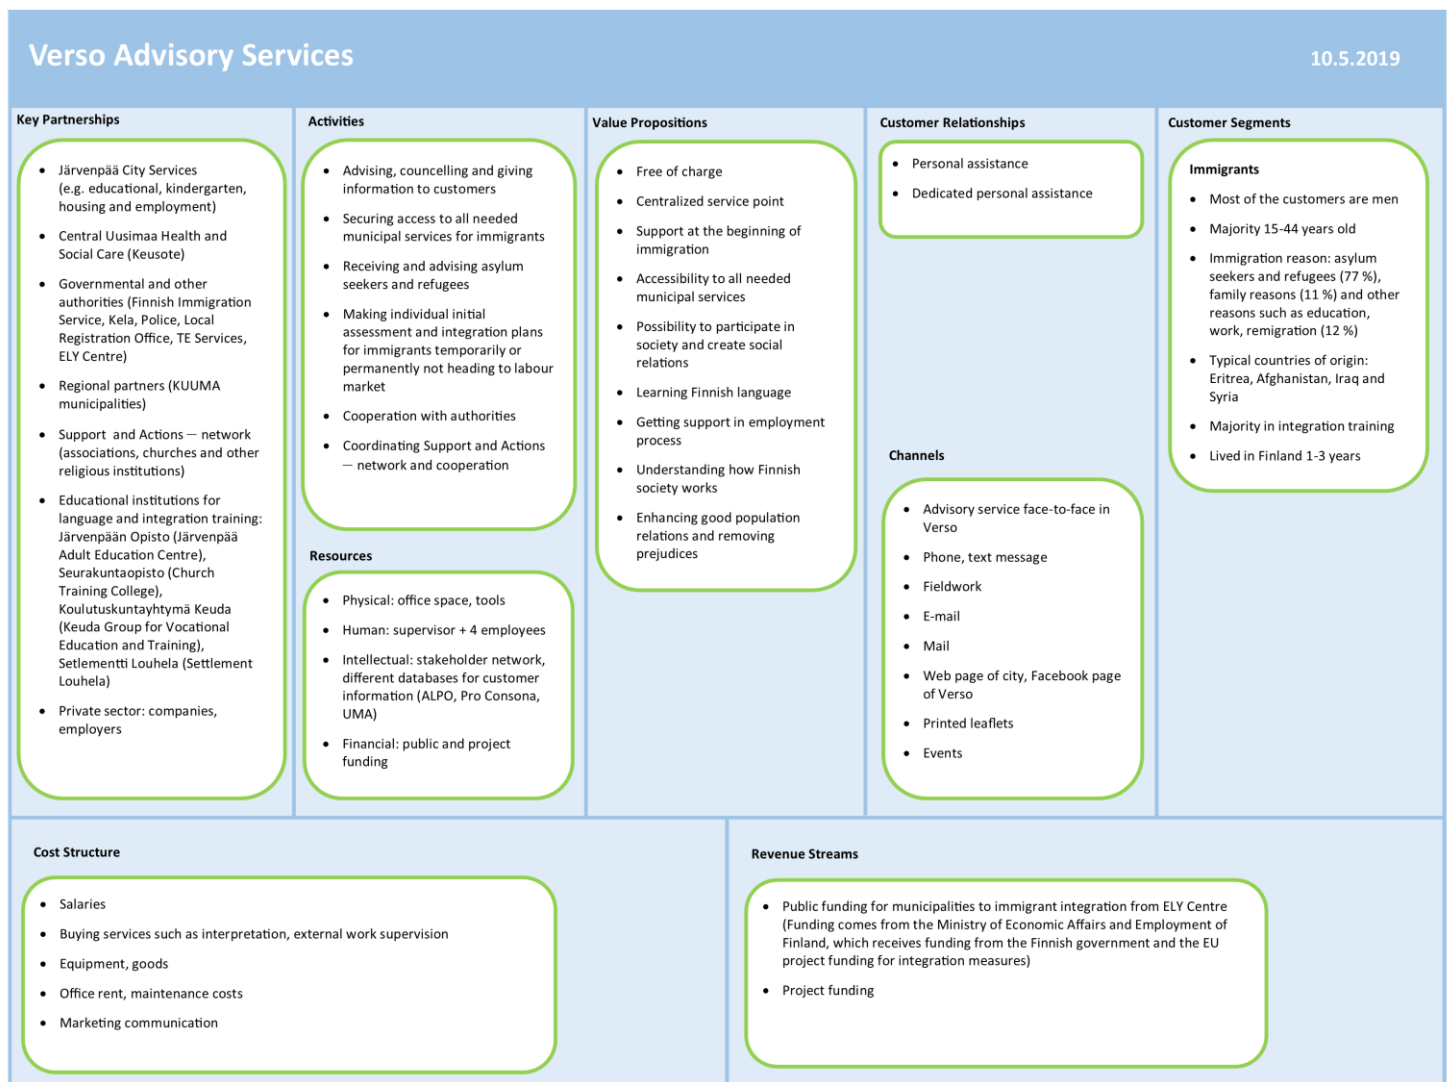 Verso Advisory Services
10.5.2019
Key Partnerships
• Järvenpää City Services
(e.g. educational, kindergarten,
housing and employment)
• Central Uusimaa Health and
Social Care (Keusote)
• Governmental and other
authorities (Finnish Immigration
Service, Kela, Police, Local
Registration Office, TE Services,
ELY Centre)
• Regional partners (KUUMA
municipalities)
• Support and Actions — network
(associations, churches and other
religious institutions)
• Educational institutions for
language and integration training:
Järvenpään Opisto (Järvenpää
Adult Education Centre),
Seurakuntaopisto (Church
Training College),
Koulutuskuntayhtymä Keuda
(Keuda Group for Vocational
Education and Training),
Setlementti Louhela (Settlement
Louhela)
• Private sector: companies,
employers
Activities
• Advising, councelling and giving
information to customers
• Securing access to all needed
municipal services for immigrants
• Receiving and advising asylum
seekers and refugees
• Making individual initial
assessment and integration plans
for immigrants temporarily or
permanently not heading to labour
market
• Cooperation with authorities
• Coordinating Support and Actions
— network and cooperation
Resources
• Physical: office space, tools
• Human: supervisor + 4 employees
• Intellectual: stakeholder network,
different databases for customer
information (ALPO, Pro Consona,
UMA)
• Financial: public and project
funding
Value Propositions
• Free of charge
• Centralized service point
• Support at the beginning of
immigration
• Accessibility to all needed
municipal services
• Possibility to participate in
society and create social
relations
• Learning Finnish language
• Getting support in employment
process
• Understanding how Finnish
society works
• Enhancing good population
relations and removing
prejudices
Customer Relationships
• Personal assistance
• Dedicated personal assistance
Channels
• Advisory service face-to-face in
Verso
• Phone, text message
• Fieldwork
• E-mail
• Mail
• Web page of city, Facebook page
of Verso
• Printed leaflets
• Events
Customer Segments
Immigrants
• Most of the customers are men
• Majority 15-44 years old
• Immigration reason: asylum
seekers and refugees (77 %),
family reasons (11 %) and other
reasons such as education,
work, remigration (12 %)
• Typical countries of origin:
Eritrea, Afghanistan, Iraq and
Syria
• Majority in integration training
• Lived in Finland 1-3 years
Cost Structure
• Salaries
• Buying services such as interpretation, external work supervision
• Equipment, goods
• Office rent, maintenance costs
• Marketing communication
Revenue Streams
• Public funding for municipalities to immigrant integration from ELY Centre
(Funding comes from the Ministry of Economic Affairs and Employment of
Finland, which receives funding from the Finnish government and the EU
project funding for integration measures)
• Project funding